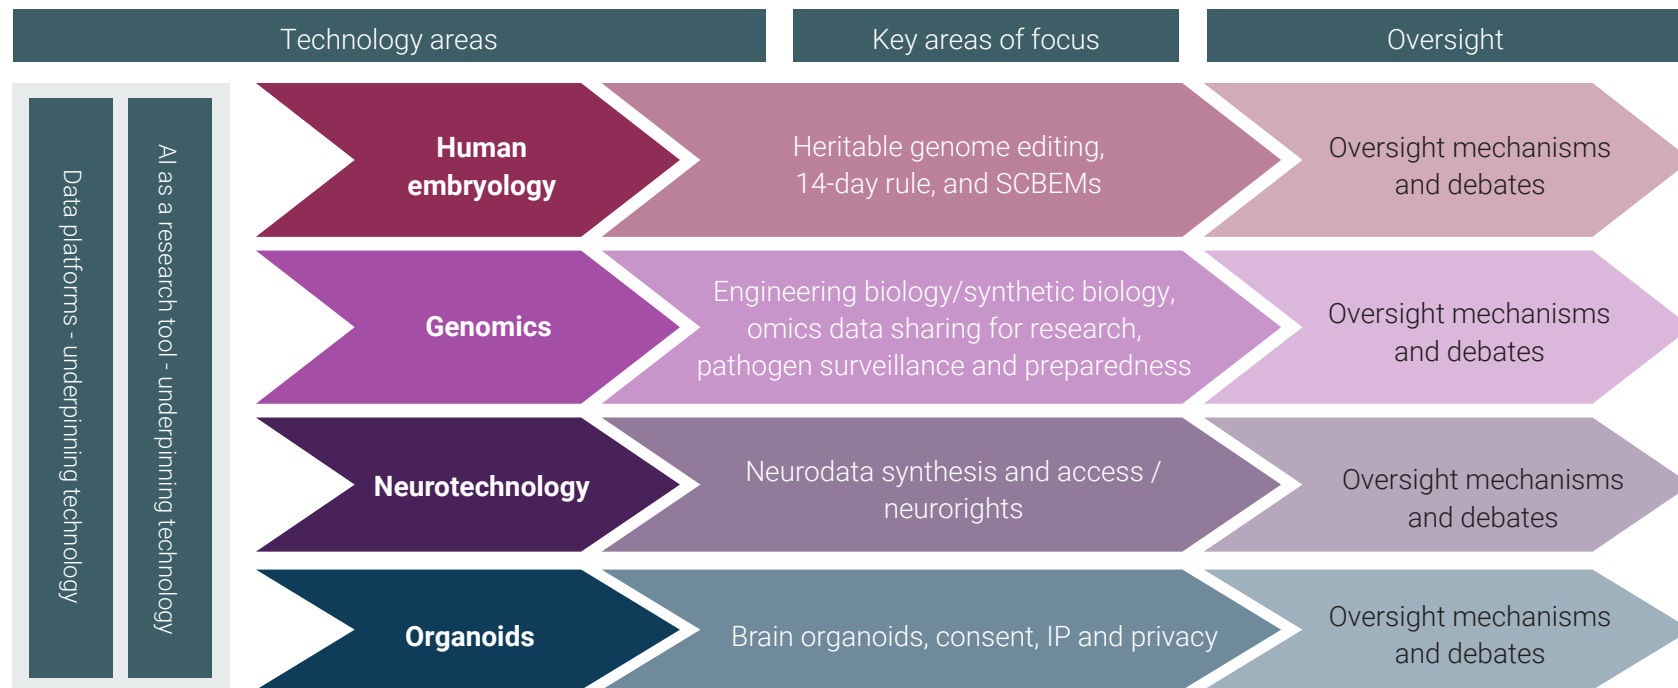 Technology areas
Key areas of focus
Oversight
Data platforms - underpinning technology
AI as a research tool - underpinning technology
Human
embryology
Heritable genome editing,
14-day rule, and SCBEMs
Oversight mechanisms
and debates
Genomics
Engineering biology/synthetic biology,
omics data sharing for research,
pathogen surveillance and preparedness
Oversight mechanisms
and debates
Neurotechnology
Neurodata synthesis and access /
neurorights
Oversight mechanisms
and debates
Organoids
Brain organoids, consent, IP and privacy
Oversight mechanisms
and debates